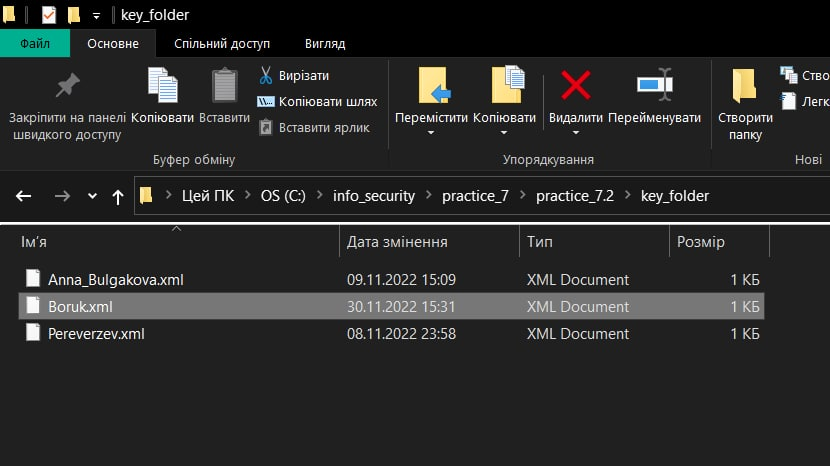 key_folder
Файл Основне Спільний доступ Вигляд
Закріпити на панелі швидкого доступу
Копіювати
Вставити
Вирізати
Копіювати шлях
Вставити ярлик
Буфер обміну
Перемістити
Копіювати
Видалити
Перейменувати
Упорядкування
Створити папку
Ство
Легк
Нові
Цей ПК > OS (C:) > info_security > practice_7 > practice_7.2 > key_folder
Ім'я Дата змінення Тип Розмір
Anna_Bulgakova.xml 09.11.2022 15:09 XML Document 1 КБ
Boruk.xml 30.11.2022 15:31 XML Document 1 КБ
Pereverzev.xml 08.11.2022 23:58 XML Document 1 КБ